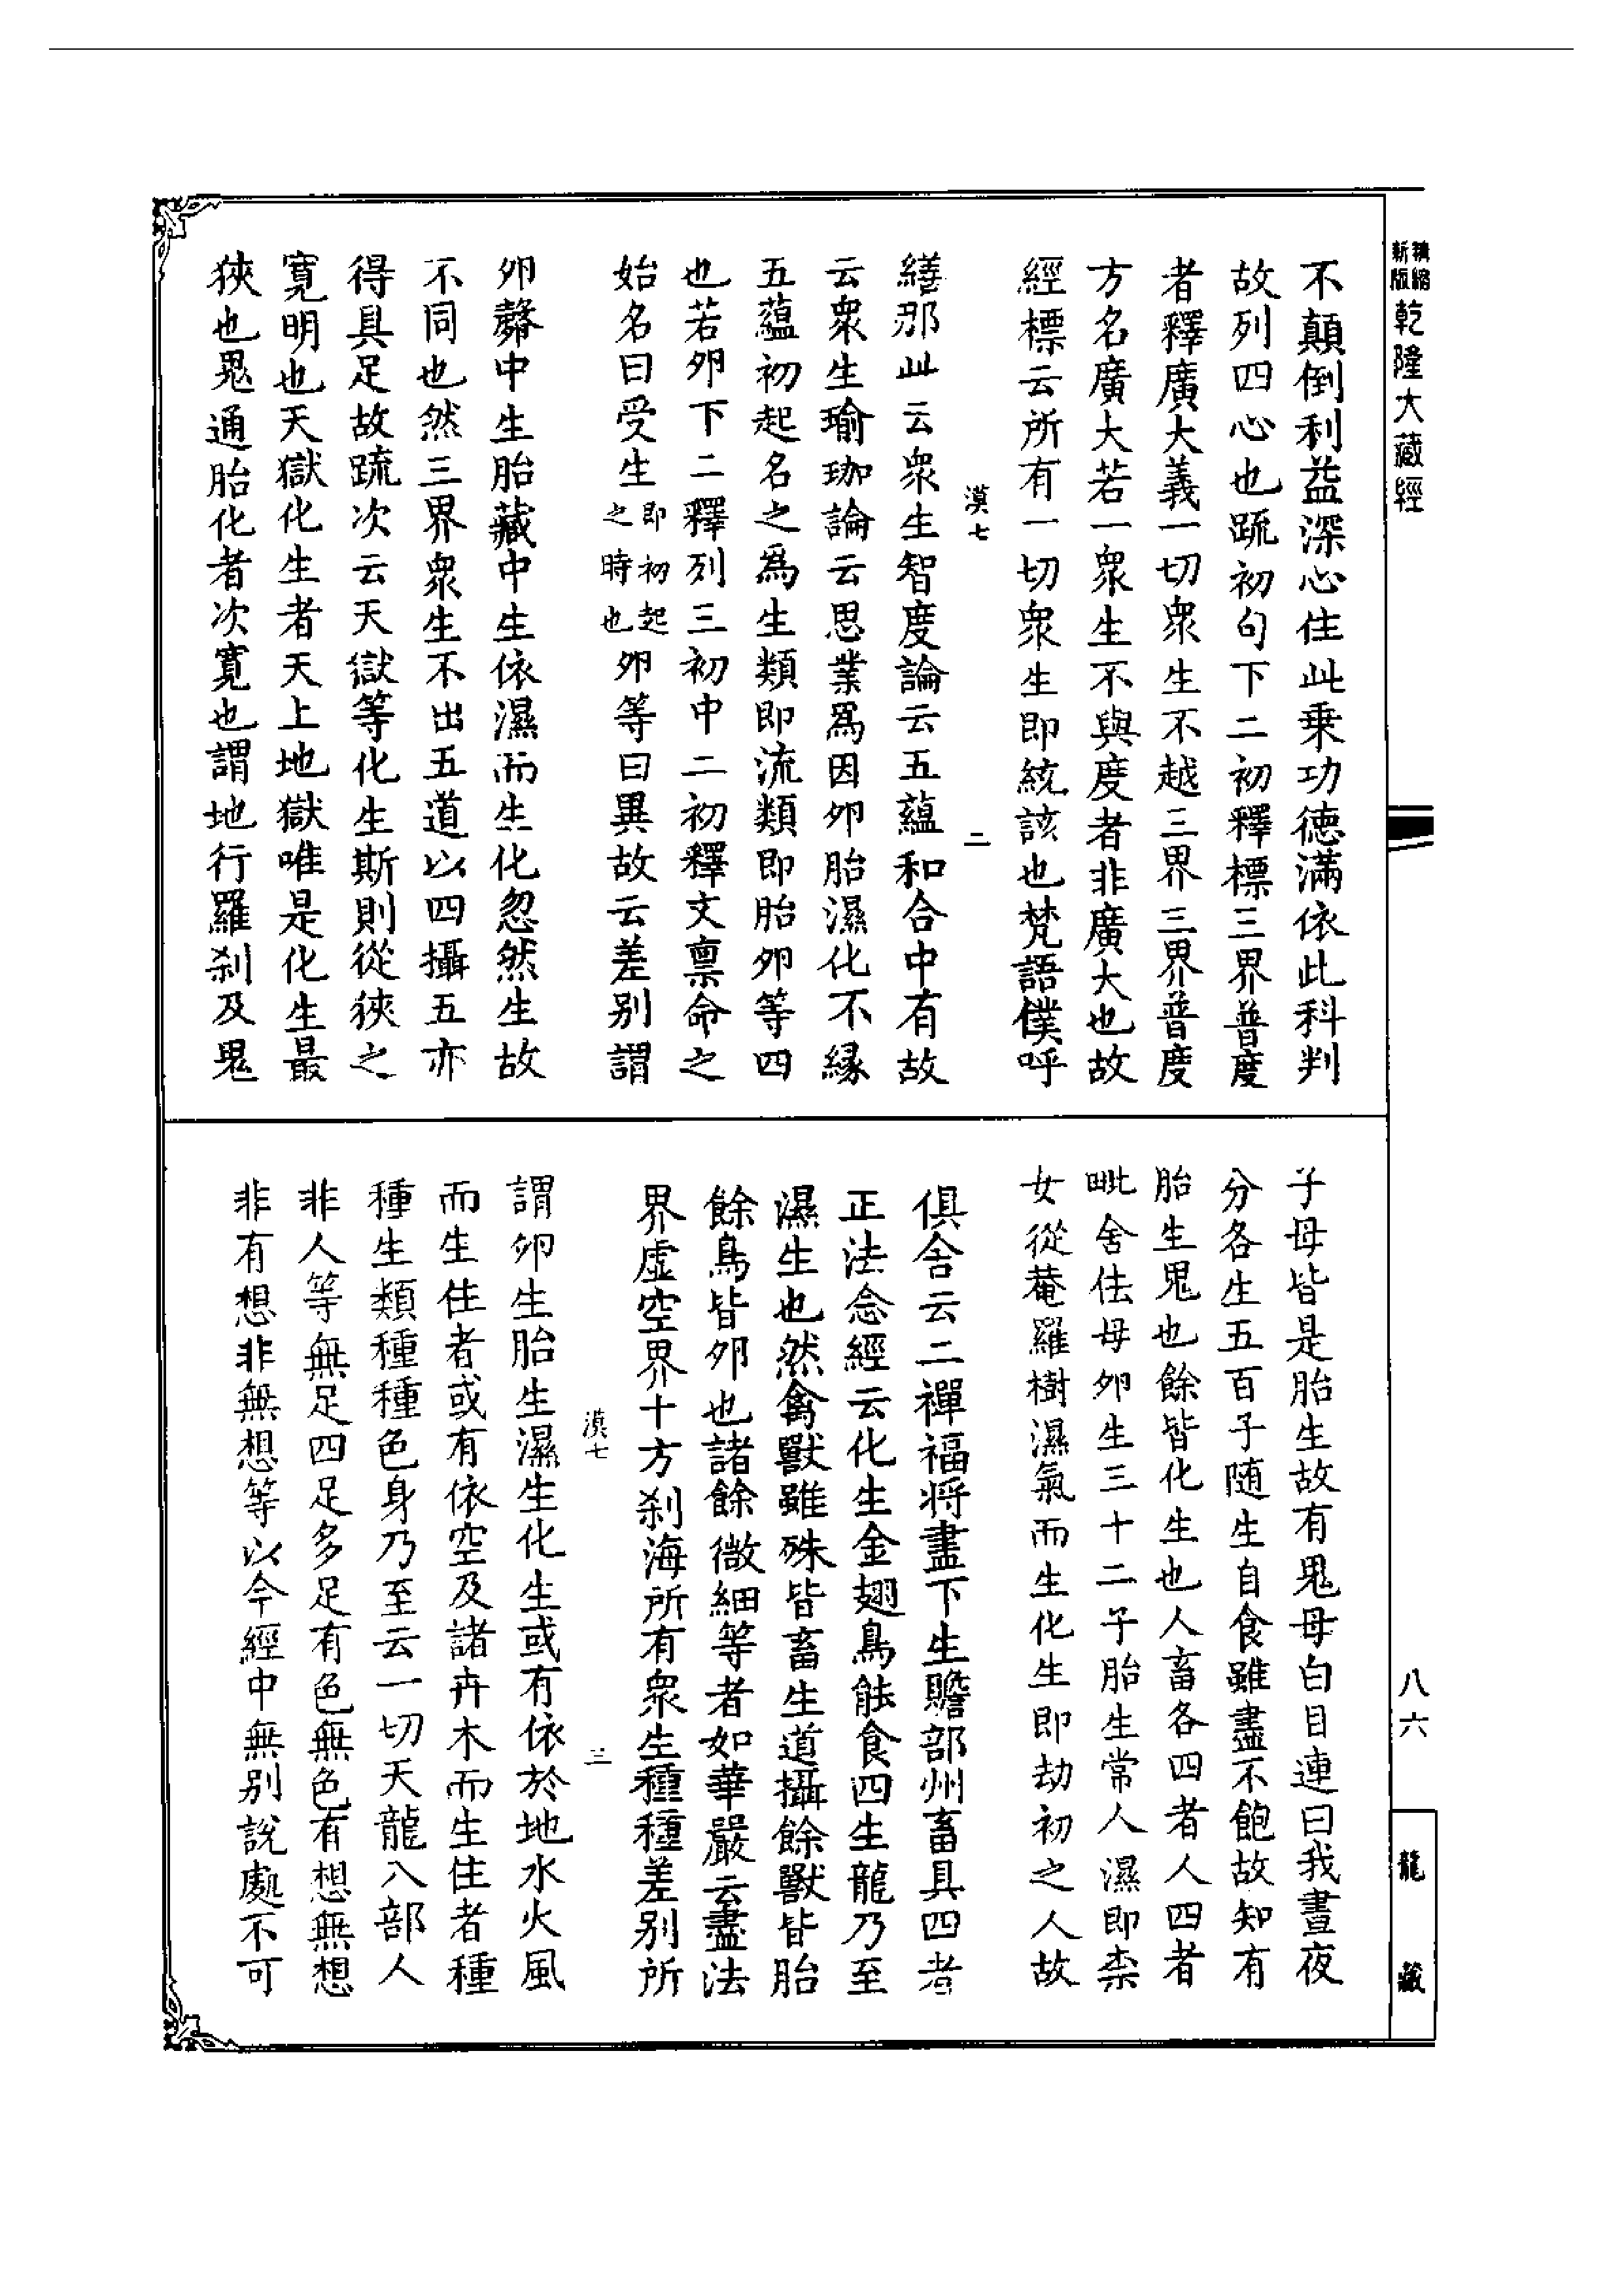 新版精縮乾隆大藏經
不顛倒利益深心住此乗功德滿依此科判
故列四心也䟽初句下二初釋標三界普度
者釋廣大義一切衆生不越三界三界普度
方名廣大若一衆生不與度者非廣大也故
經標云所有一切衆生即統該也梵語僕呼
漠七 二
繕那此云衆生智度論云五藴和合中有故
云衆生瑜珈論云思業爲因卵胎濕化不縁
五蘊初起名之爲生類即流類即胎卵等四
也若卵下二釋列三初中二初釋文禀命之
始名曰受生即初起之時也卵等曰異故云差别謂
卵㲉中生胎藏中生依濕而生化忽然生故
不同也然三界衆生不出五道以四攝五亦
得具足故䟽次云天獄等化生斯則從狹之
寛明也天獄化生者天上地獄唯是化生最
狹也鬼通胎化者次寛也謂地行羅刹及鬼
子母皆是胎生故有鬼母白目連曰我晝夜
分各生五百子隨生自食雖盡不飽故知有
胎生鬼也餘皆化生也人畜各四者人四者
毗舍佉母卵生三十二子胎生常人濕即柰
女從菴羅樹濕氣而生化生即劫初之人故
俱舍云二禪福将盡下生贍部州畜具四者
正法念經云化生金翅鳥能食四生龍乃至
濕生也然禽獸雖殊皆畜生道攝餘獸皆胎
餘鳥皆卵也諸餘微細等者如華嚴云盡法
界虚空界十方刹海所有衆生種種差别所
漠七 三
謂卵生胎生濕生化生或有依於地水火風
而生住者或有依空及諸卉木而生住者種
種生類種種色身乃至云一切天龍八部人
非人等無足四足多足有色無色有想無想
非有想非無想等以今經中無别說處不可
八六
龍藏